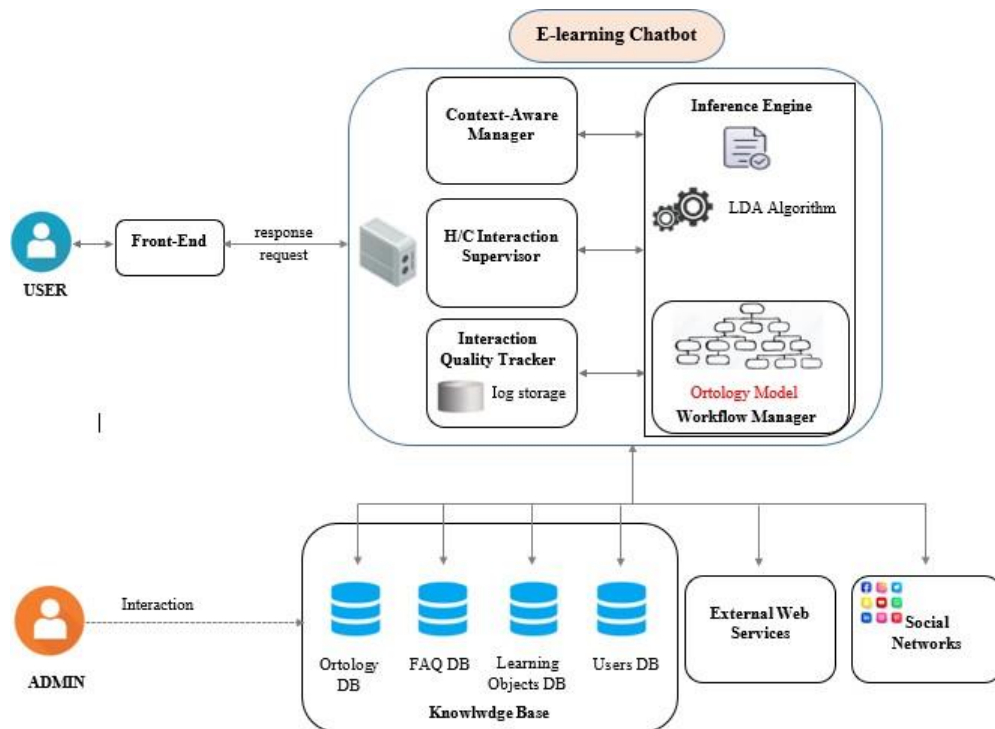 E-learning Chatbot
Context-Aware
Manager
Inference Engine
LDA Algorithm
H/C Interaction
Supervisor
Front-End
response
request
USER
Interaction
Quality Tracker
log storage
Ortology Model
Workflow Manager
Interaction
ADMIN
Ortology
DB
FAQ DB
Learning
Objects DB
Users DB
Knowlwdge Base
External Web
Services
Social
Networks